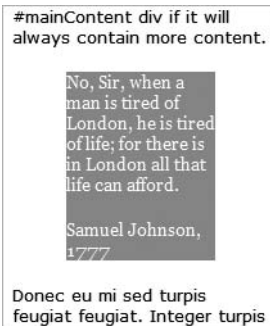 #mainContent div if it will
always contain more content.
No, Sir, when a
man is tired of
London, he is tired
of life; for there is
in London all that
life can afford.
Samuel Johnson,
1777
Donec eu mi sed turpis
feugiat feugiat. Integer turpis